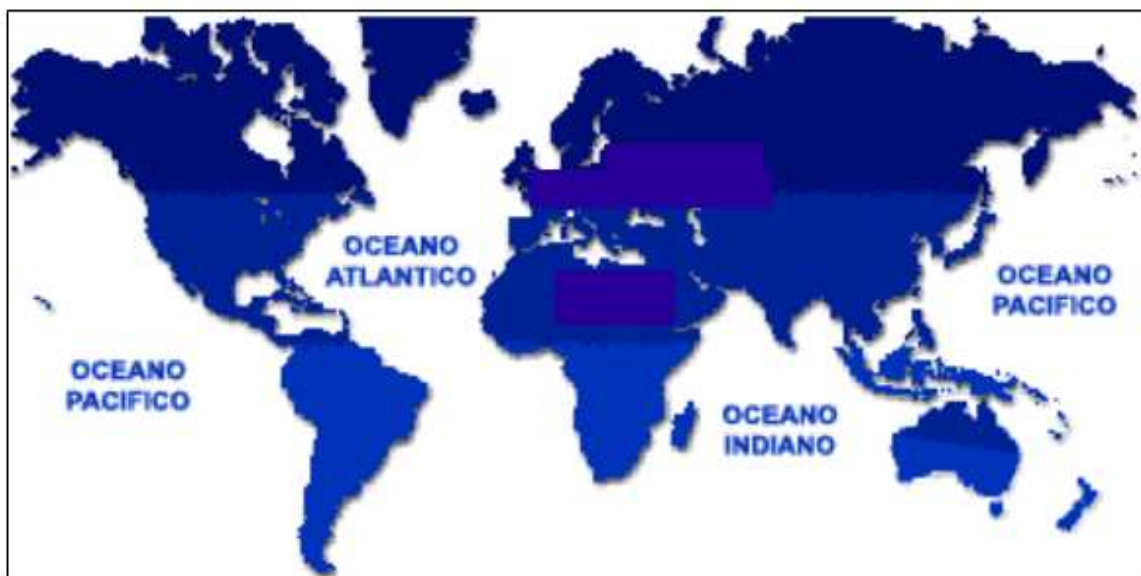 OCEANO
ATLANTICO
OCEANO
PACIFICO
OCEANO
PACIFICO
OCEANO
INDIANO